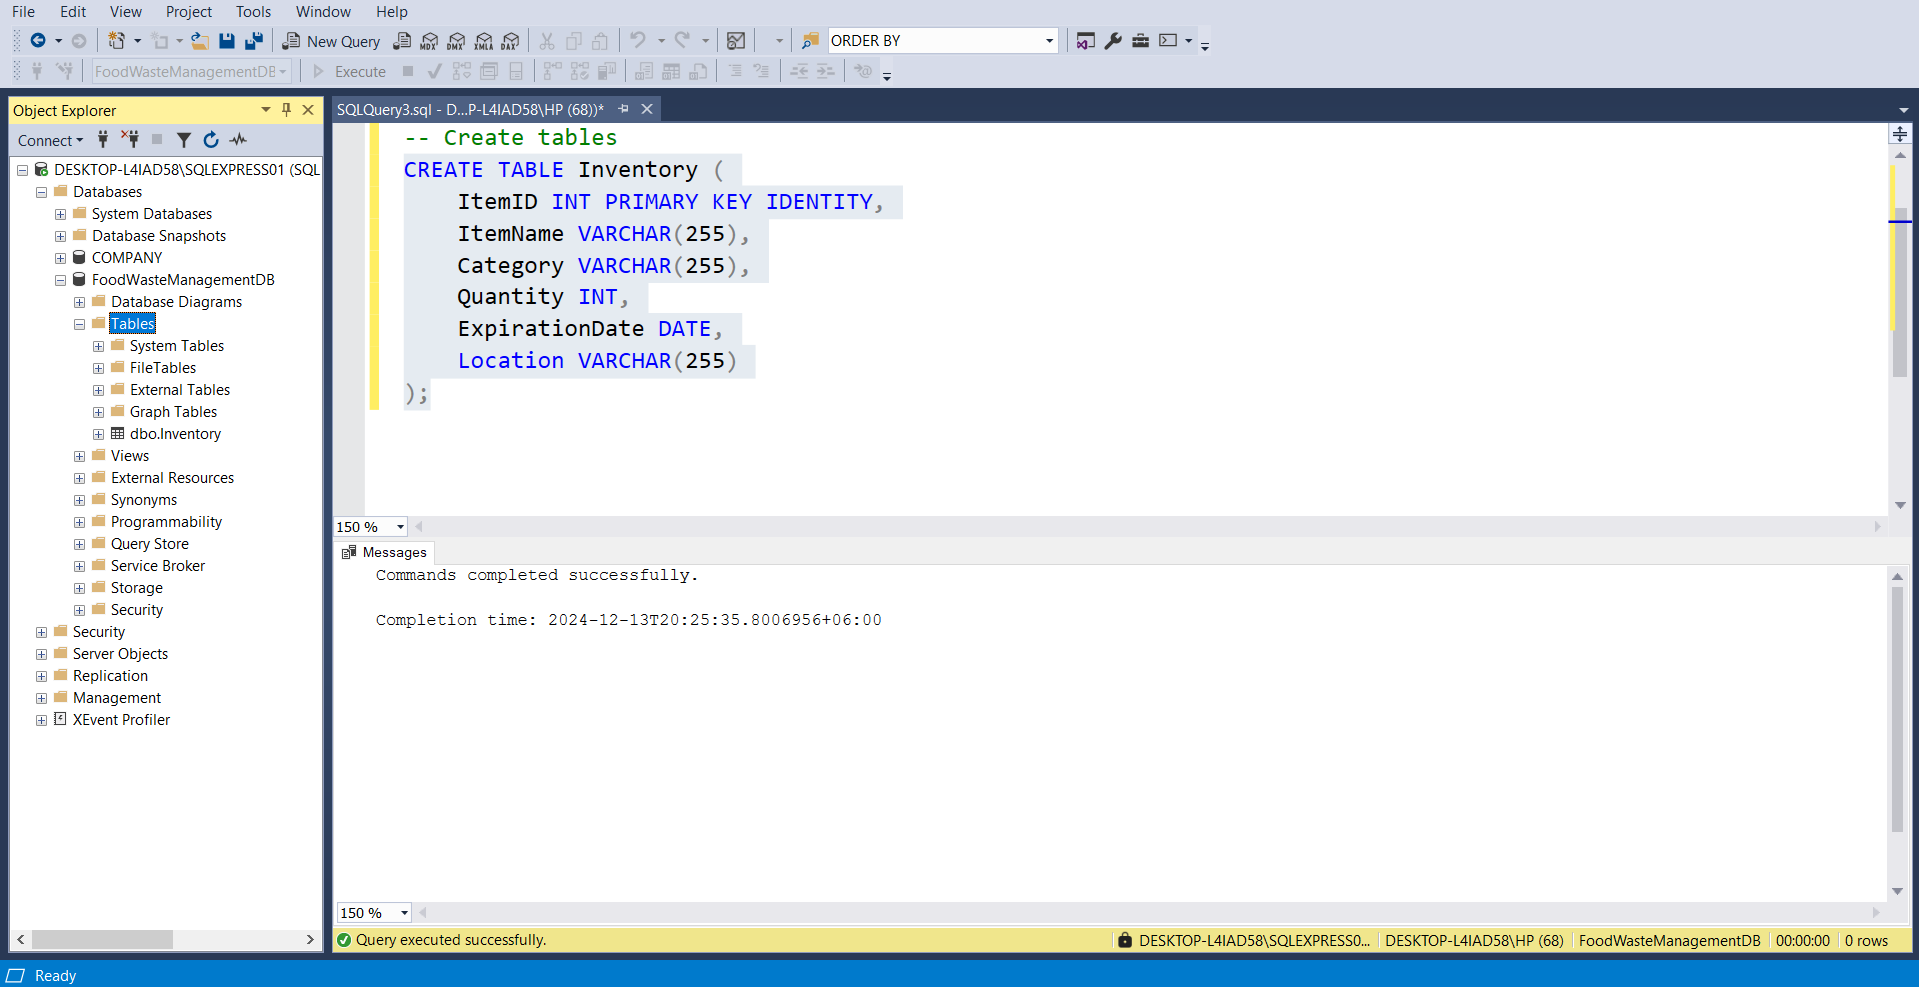 File Edit View Project Tools Window Help
New Query MDX DMX XMLA DAX ORDER BY
FoodWasteManagementDB Execute
Object Explorer
Connect
DESKTOP-L4IAD58\SQLEXPRESS01 (SQL
Databases
System Databases
Database Snapshots
COMPANY
FoodWasteManagementDB
Database Diagrams
Tables
System Tables
FileTables
External Tables
Graph Tables
dbo.Inventory
Views
External Resources
Synonyms
Programmability
Query Store
Service Broker
Storage
Security
Security
Server Objects
Replication
Management
XEvent Profiler
SQLQuery3.sql - D...P-L4IAD58\HP (68))*
-- Create tables
CREATE TABLE Inventory (
ItemID INT PRIMARY KEY IDENTITY,
ItemName VARCHAR(255),
Category VARCHAR(255),
Quantity INT,
ExpirationDate DATE,
Location VARCHAR(255)
);
150 %
Messages
Commands completed successfully.
Completion time: 2024-12-13T20:25:35.8006956+06:00
150 %
Query executed successfully. DESKTOP-L4IAD58\SQLEXPRESS0... DESKTOP-L4IAD58\HP (68) FoodWasteManagementDB 00:00:00 0 rows
Ready